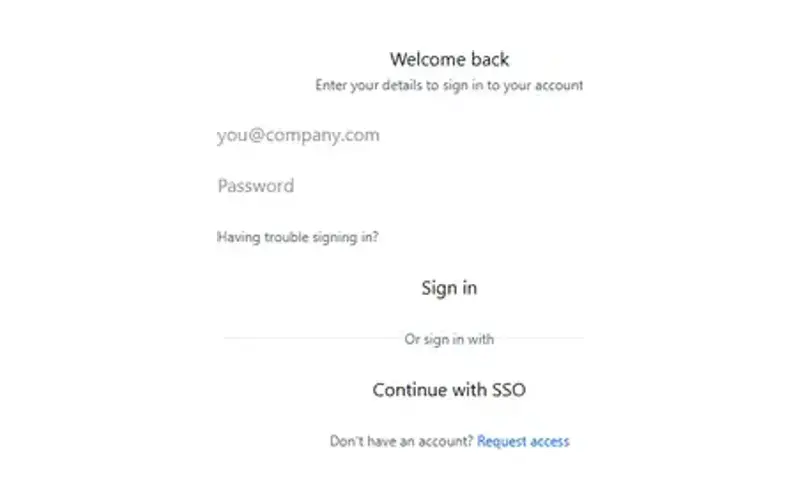 Welcome back
Enter your details to sign in to your account
you@company.com
Password
Having trouble signing in?
Sign in
Or sign in with
Continue with SSO
Don't have an account? Request access